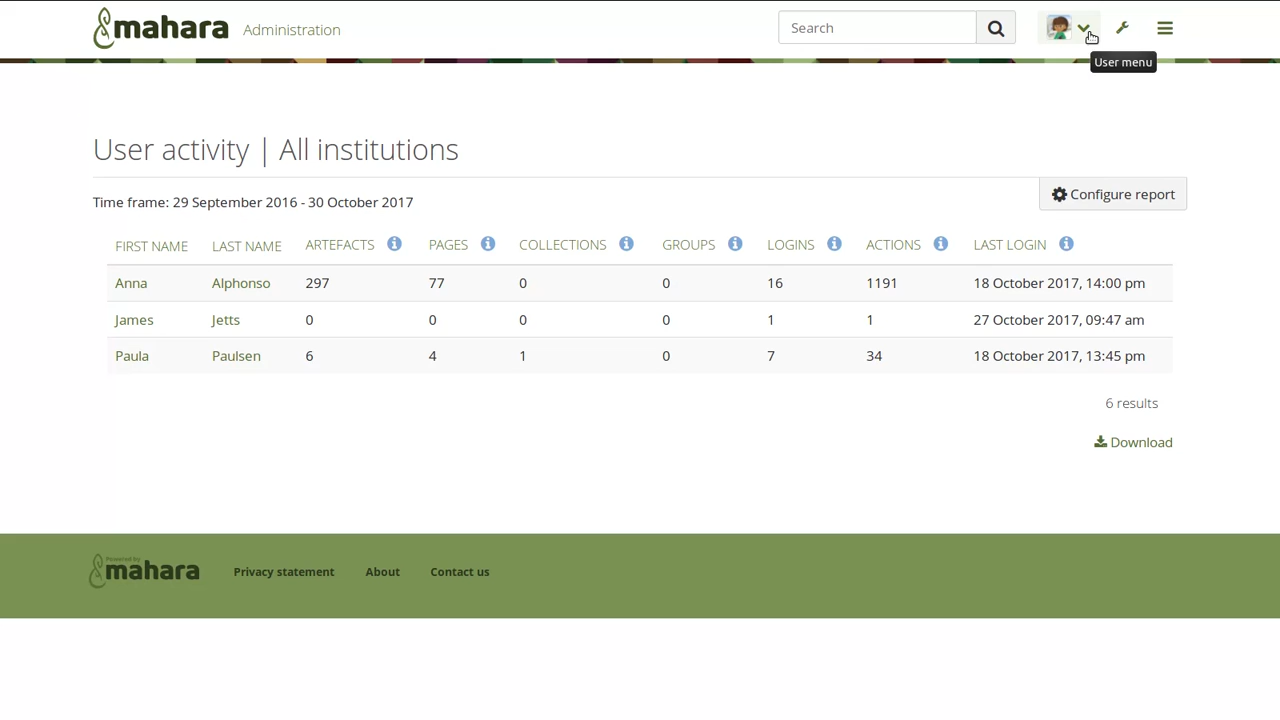 mahara Administration Search
User menu
User activity | All institutions
Time frame: 29 September 2016 - 30 October 2017 Configure report
FIRST NAME LAST NAME ARTEFACTS PAGES COLLECTIONS GROUPS LOGINS ACTIONS LAST LOGIN
Anna Alphonso 297 77 0 0 16 1191 18 October 2017, 14:00 pm
James Jetts 0 0 0 0 1 1 27 October 2017, 09:47 am
Paula Paulsen 6 4 1 0 7 34 18 October 2017, 13:45 pm
6 results
Download
Powered by
mahara Privacy statement About Contact us